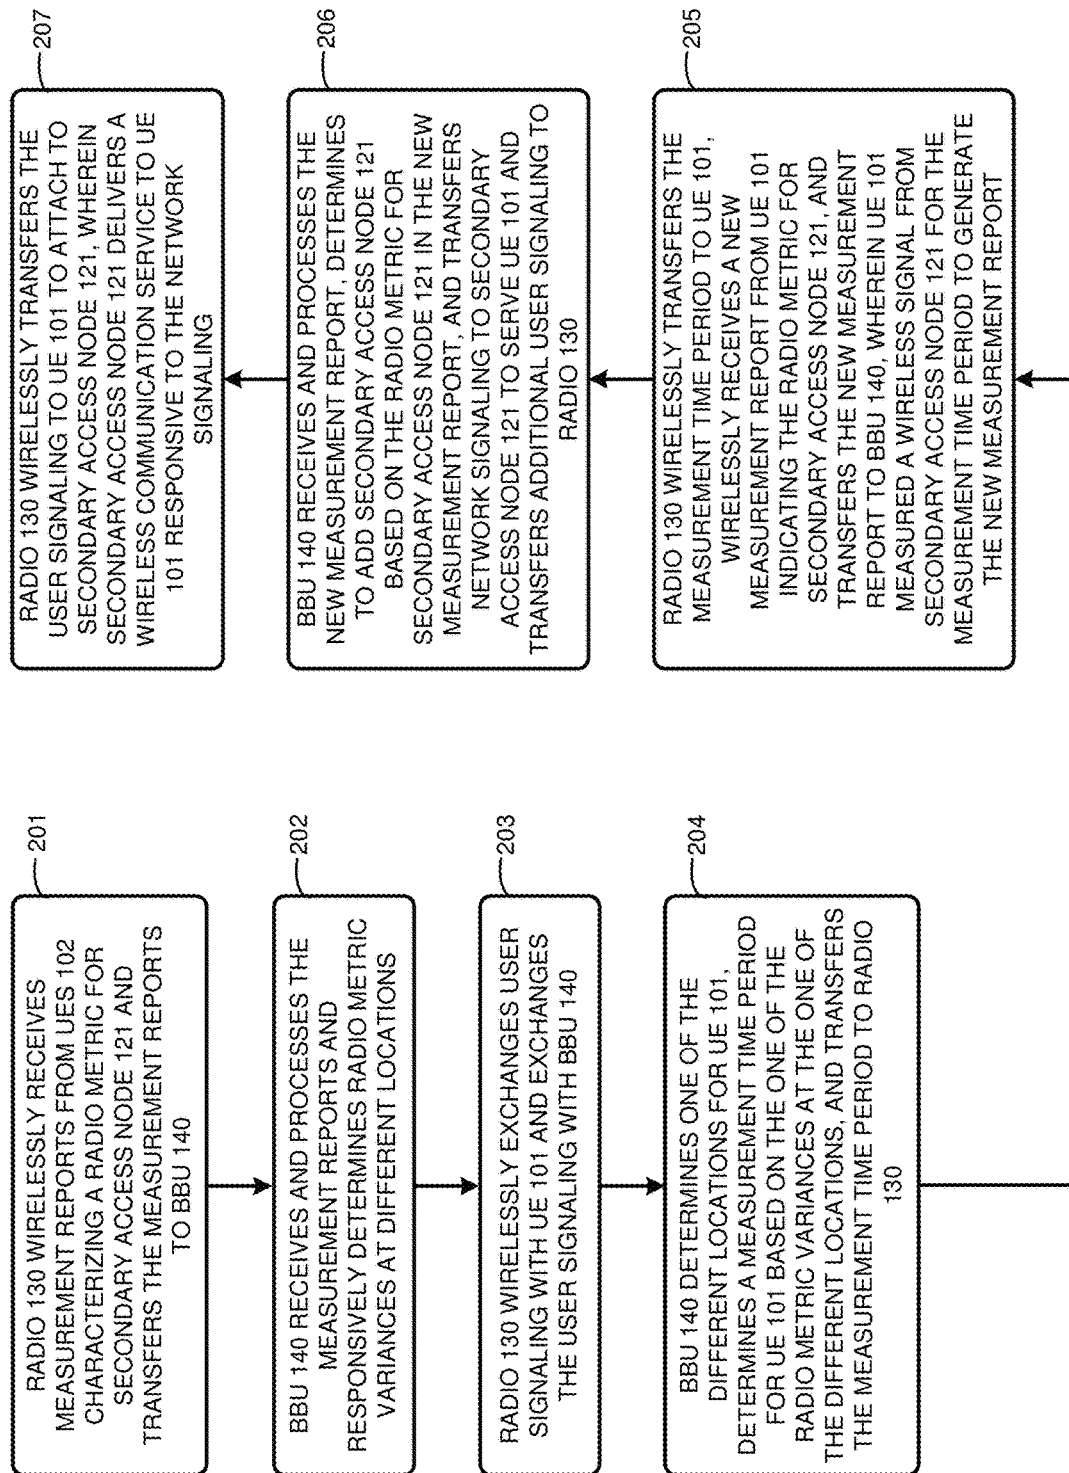 RADIO 130 WIRELESSLY RECEIVES
MEASUREMENT REPORTS FROM UES 102
CHARACTERIZING A RADIO METRIC FOR
SECONDARY ACCESS NODE 121 AND
TRANSFERS THE MEASUREMENT REPORTS
TO BBU 140
201
BBU 140 RECEIVES AND PROCESSES THE
MEASUREMENT REPORTS AND
RESPONSIVELY DETERMINES RADIO METRIC
VARIANCES AT DIFFERENT LOCATIONS
202
RADIO 130 WIRELESSLY EXCHANGES USER
SIGNALING WITH UE 101 AND EXCHANGES
THE USER SIGNALING WITH BBU 140
203
BBU 140 DETERMINES ONE OF THE
DIFFERENT LOCATIONS FOR UE 101,
DETERMINES A MEASUREMENT TIME PERIOD
FOR UE 101 BASED ON THE ONE OF THE
RADIO METRIC VARIANCES AT THE ONE OF
THE DIFFERENT LOCATIONS, AND TRANSFERS
THE MEASUREMENT TIME PERIOD TO RADIO
130
204
RADIO 130 WIRELESSLY TRANSFERS THE
MEASUREMENT TIME PERIOD TO UE 101,
WIRELESSLY RECEIVES A NEW
MEASUREMENT REPORT FROM UE 101
INDICATING THE RADIO METRIC FOR
SECONDARY ACCESS NODE 121, AND
TRANSFERS THE NEW MEASUREMENT
REPORT TO BBU 140, WHEREIN UE 101
MEASURED A WIRELESS SIGNAL FROM
SECONDARY ACCESS NODE 121 FOR THE
MEASUREMENT TIME PERIOD TO GENERATE
THE NEW MEASUREMENT REPORT
205
BBU 140 RECEIVES AND PROCESSES THE
NEW MEASUREMENT REPORT, DETERMINES
TO ADD SECONDARY ACCESS NODE 121
BASED ON THE RADIO METRIC FOR
SECONDARY ACCESS NODE 121 IN THE NEW
MEASUREMENT REPORT, AND TRANSFERS
NETWORK SIGNALING TO SECONDARY
ACCESS NODE 121 TO SERVE UE 101 AND
TRANSFERS ADDITIONAL USER SIGNALING TO
RADIO 130
206
RADIO 130 WIRELESSLY TRANSFERS THE
USER SIGNALING TO UE 101 TO ATTACH TO
SECONDARY ACCESS NODE 121, WHEREIN
SECONDARY ACCESS NODE 121 DELIVERS A
WIRELESS COMMUNICATION SERVICE TO UE
101 RESPONSIVE TO THE NETWORK
SIGNALING
207